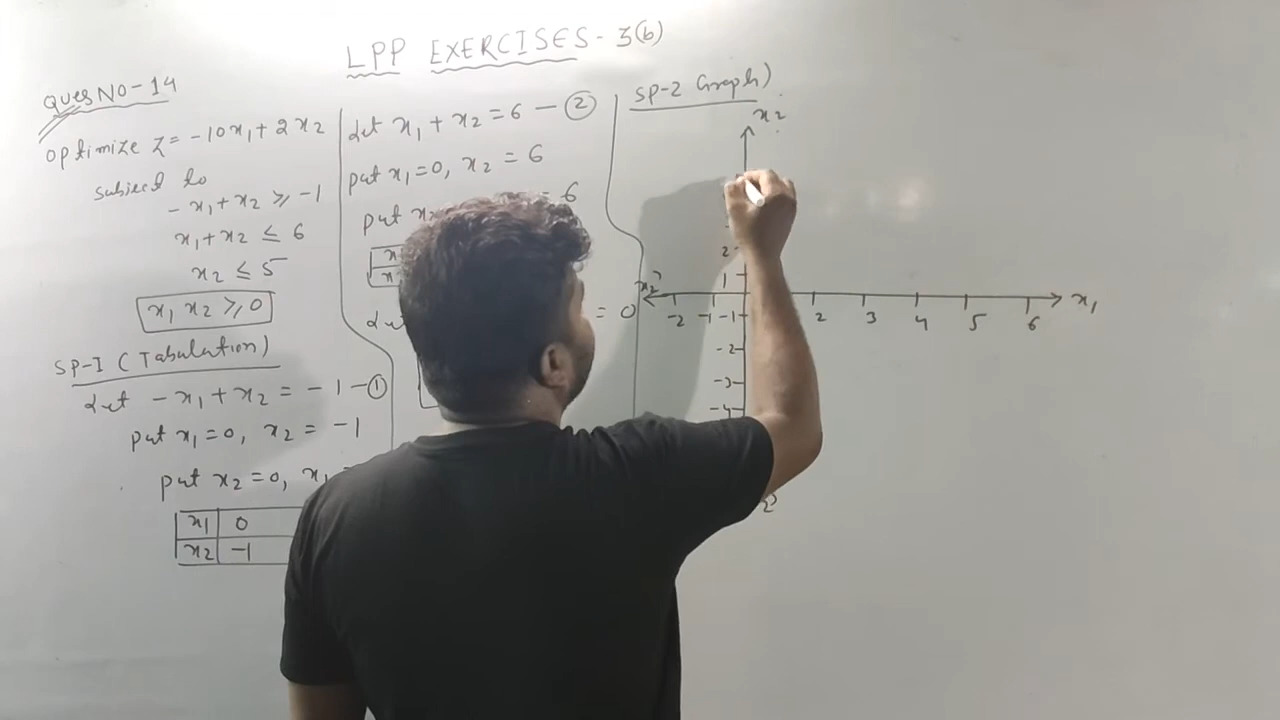 LPP EXERCISES - 3(b)
Ques No - 14
optimize Z = -10x1 + 2x2
subject to
-x1 + x2 ≥ -1
x1 + x2 ≤ 6
x2 ≤ 5
x1 x2 ≥ 0
SP-I (Tabulation)
Let -x1 + x2 = -1 - ①
put x1 = 0, x2 = -1
put x2 = 0, x1
x1 0
x2 -1
Let x1 + x2 = 6 - ②
put x1 = 0, x2 = 6
put = 6
= 0
SP-2 Graph)
x2
2
1
-2 -1 -1 2 3 4 5 6 x1
-2
-3
-4